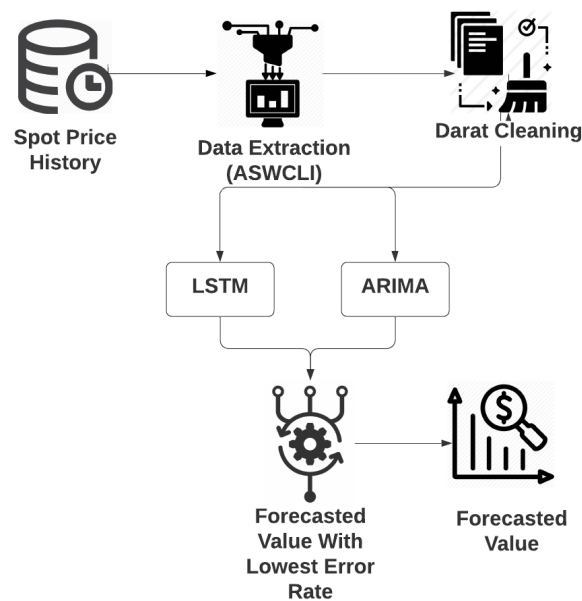 Spot Price
History
Data Extraction
(ASWCLI)
Darat Cleaning
LSTM
ARIMA
Forecasted
Value With
Lowest Error
Rate
Forecasted
Value